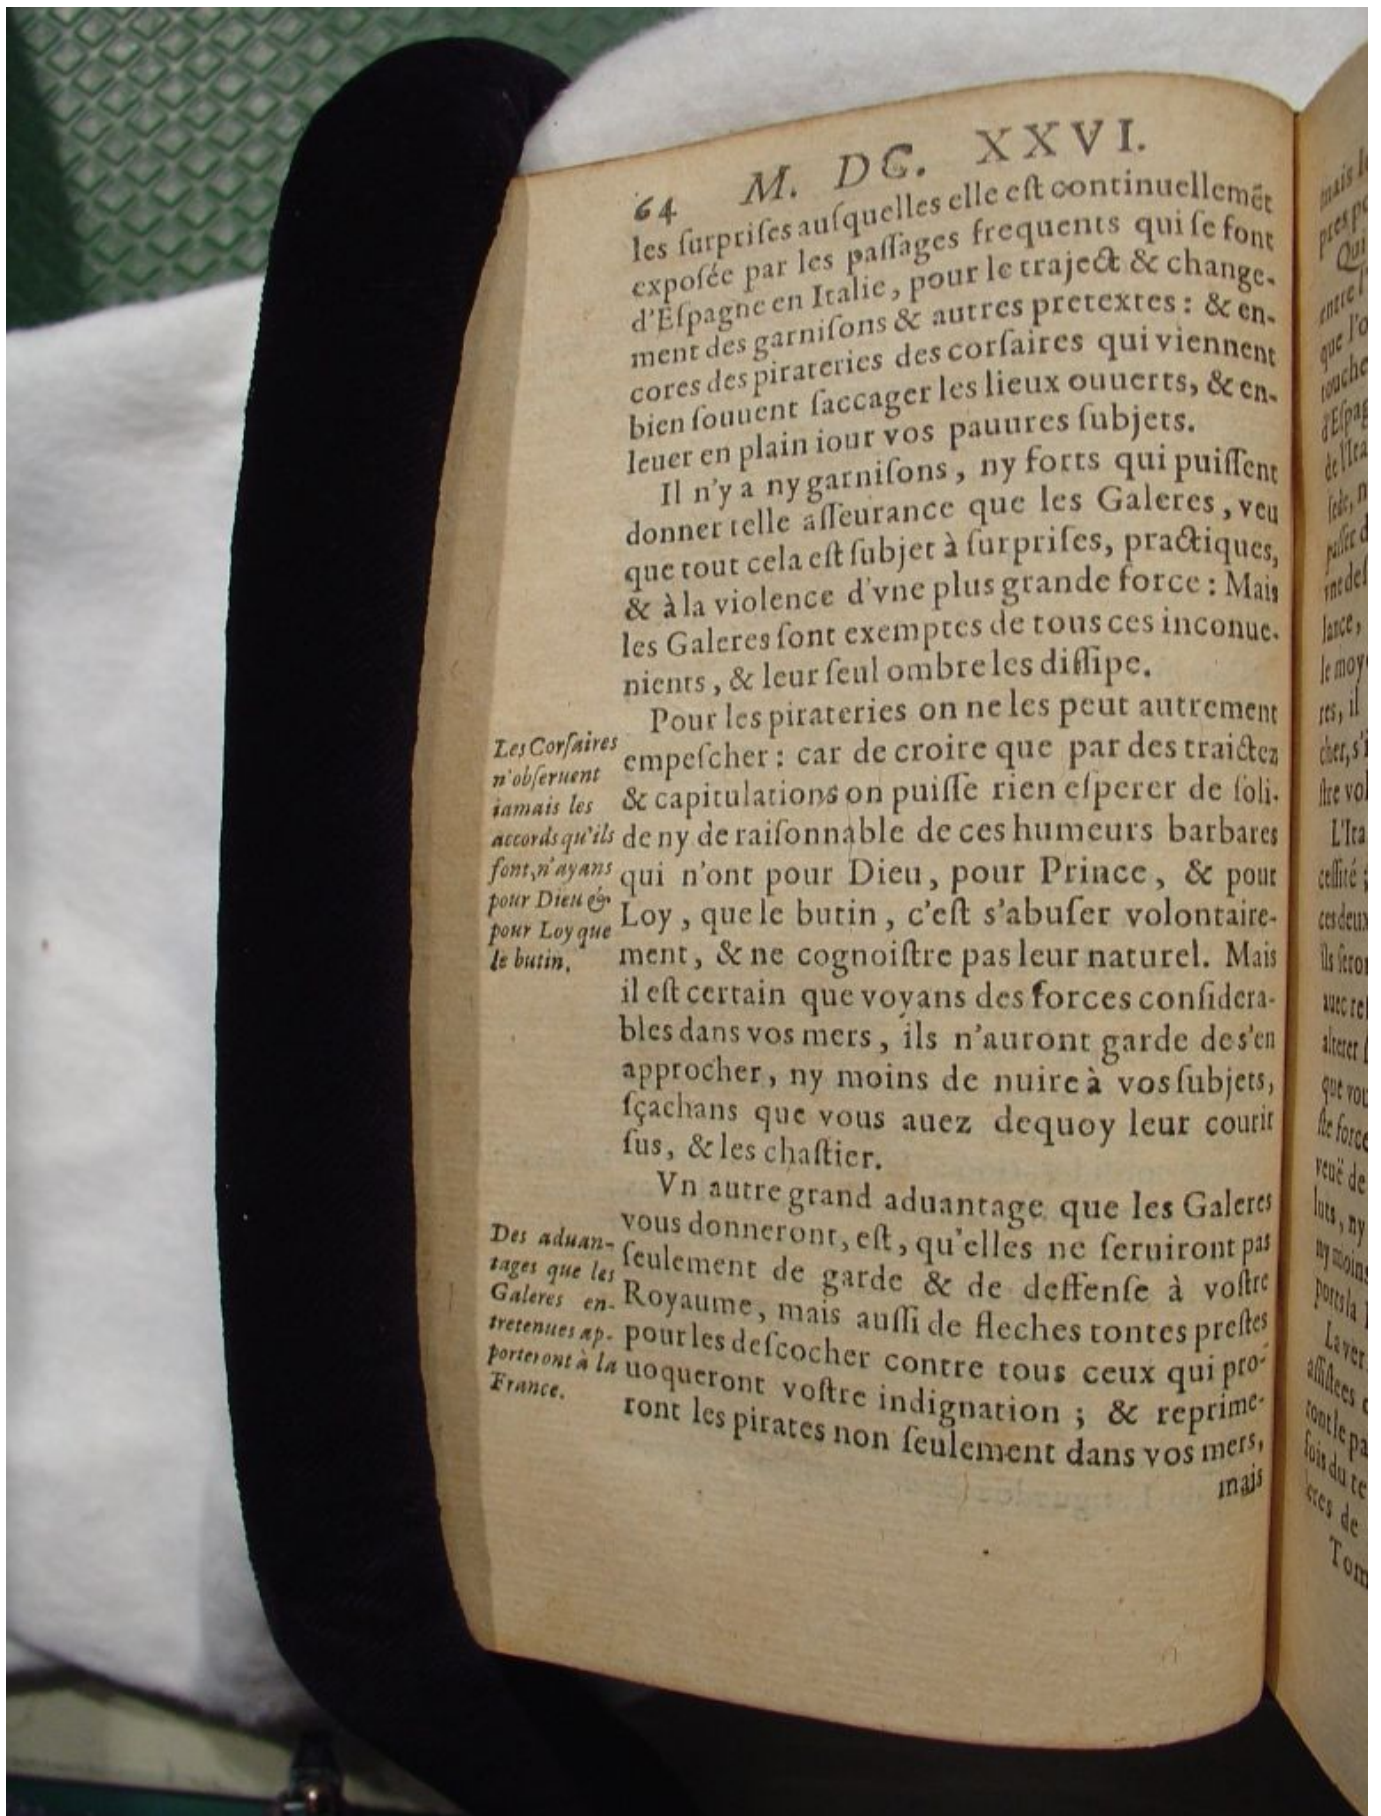 64 M. DC. XXVI.
les ſurpriſes auſquelles elle eſt continuellemẽt
expoſée par les paſſages frequents qui ſe font
d'Eſpagne en Italie, pour le traject & change-
ment des garniſons & autres pretextes : & en-
cores des pirateries des corſaires qui viennent
bien ſouuent ſaccager les lieux ouuerts, & en-
leuer en plain iour vos pauures ſubjets.
Il n'y a ny garniſons, ny forts qui puiſſent
donner telle aſſeurance que les Galeres, veu
que tout cela eſt ſubjet à ſurpriſes, practiques,
& à la violence d'vne plus grande force : Mais
les Galeres ſont exemptes de tous ces inconue-
nients, & leur ſeul ombre les diſſipe.
Pour les pirateries on ne les peut autrement
empeſcher : car de croire que par des traictez
& capitulations on puiſſe rien eſperer de ſoli-
de ny de raiſonnable de ces humeurs barbares
qui n'ont pour Dieu, pour Prince, & pour
Loy, que le butin, c'eſt s'abuſer volontaire-
ment, & ne cognoiſtre pas leur naturel. Mais
il eſt certain que voyans des forces conſidera-
bles dans vos mers, ils n'auront garde de s'en
approcher, ny moins de nuire à vos ſubjets,
ſçachans que vous auez dequoy leur courir
ſus, & les chaſtier.
Vn autre grand aduantage que les Galeres
vous donneront, eſt, qu'elles ne ſeruiront pas
ſeulement de garde & de deffenſe à voſtre
Royaume, mais auſſi de fleches tontes preſtes
pour les deſcocher contre tous ceux qui pro-
uoqueront voſtre indignation ; & reprime-
ront les pirates non ſeulement dans vos mers,
mais
Les Corſaires
n'obſeruent
iamais les
accords qu'ils
font, n'ayans
pour Dieu &
pour Loy que
le butin.
Des aduan-
tages que les
Galeres en-
tretenues ap-
porteront à la
France.